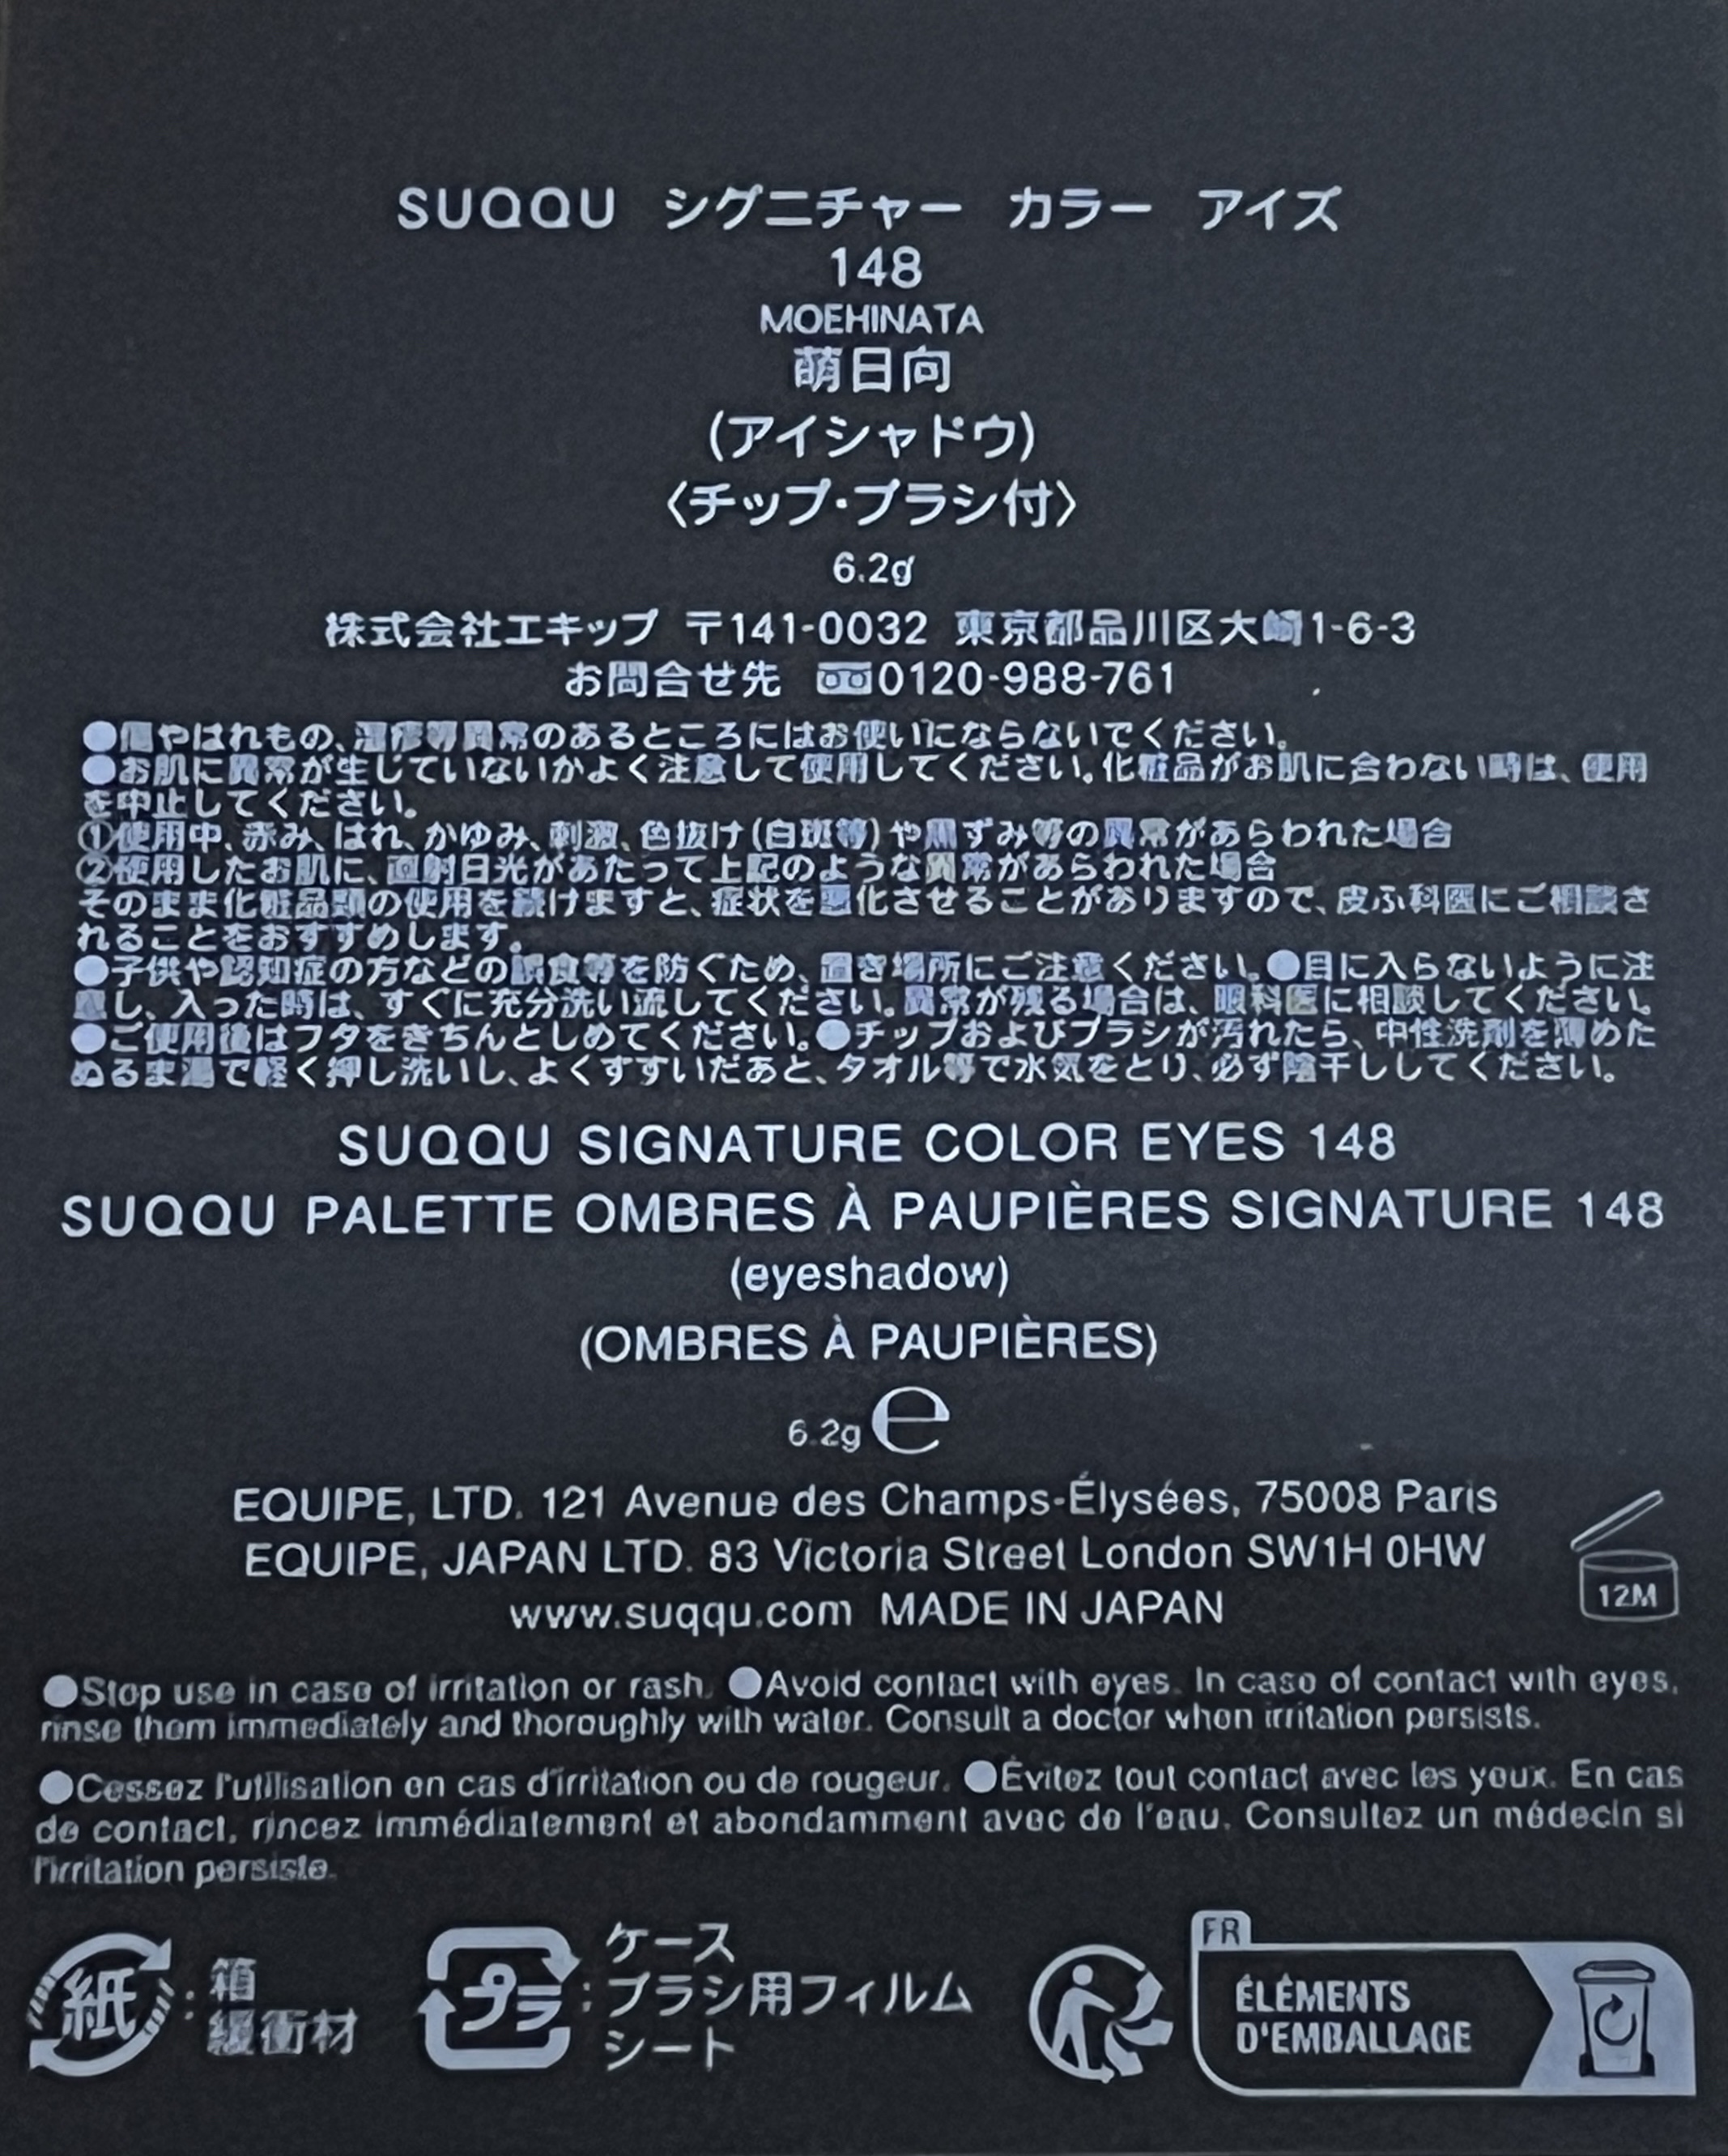 SUQQU シグニチャー カラー アイズ
148
MOEHINATA
萌日向
(アイシャドウ)
〈チップ・ブラシ付〉
6.2g
株式会社エキップ 〒141-0032 東京都品川区大崎1-6-3
お問合せ先 0120-988-761
●傷やはれもの、湿疹等異常のあるところにはお使いにならないでください。
●お肌に異常が生じていないかよく注意して使用してください。化粧品がお肌に合わない時は、使用
を中止してください。
①使用中、赤み、はれ、かゆみ、刺激、色抜け(白斑等)や黒ずみ等の異常があらわれた場合
②使用したお肌に、直射日光があたって上記のような異常があらわれた場合
そのまま化粧品類の使用を続けますと、症状を悪化させることがありますので、皮ふ科医にご相談さ
れることをおすすめします。
●子供や認知症の方などの誤食等を防ぐため、置き場所にご注意ください。●目に入らないように注
意し、入った時は、すぐに充分洗い流してください。異常が残る場合は、眼科医に相談してください。
●ご使用後はフタをきちんとしめてください。●チップおよびブラシが汚れたら、中性洗剤を薄めた
ぬるま湯で軽く押し洗いし、よくすすいだあと、タオル等で水気をとり、必ず陰干ししてください。
SUQQU SIGNATURE COLOR EYES 148
SUQQU PALETTE OMBRES À PAUPIÈRES SIGNATURE 148
(eyeshadow)
(OMBRES À PAUPIÈRES)
6.2g e
EQUIPE, LTD. 121 Avenue des Champs-Élysées, 75008 Paris
EQUIPE, JAPAN LTD. 83 Victoria Street London SW1H 0HW
www.suqqu.com MADE IN JAPAN
12M
●Stop use in case of irritation or rash. ●Avoid contact with eyes. In case of contact with eyes,
rinse them immediately and thoroughly with water. Consult a doctor when irritation persists.
●Cessez l'utilisation en cas d'irritation ou de rougeur. ●Évitez tout contact avec les yeux. En cas
de contact, rincez immédiatement et abondamment avec de l'eau. Consultez un médecin si
l'irritation persiste.
紙:箱
緩衝材
プラ:ケース
ブラシ用フィルム
シート
FR
ÉLÉMENTS
D'EMBALLAGE